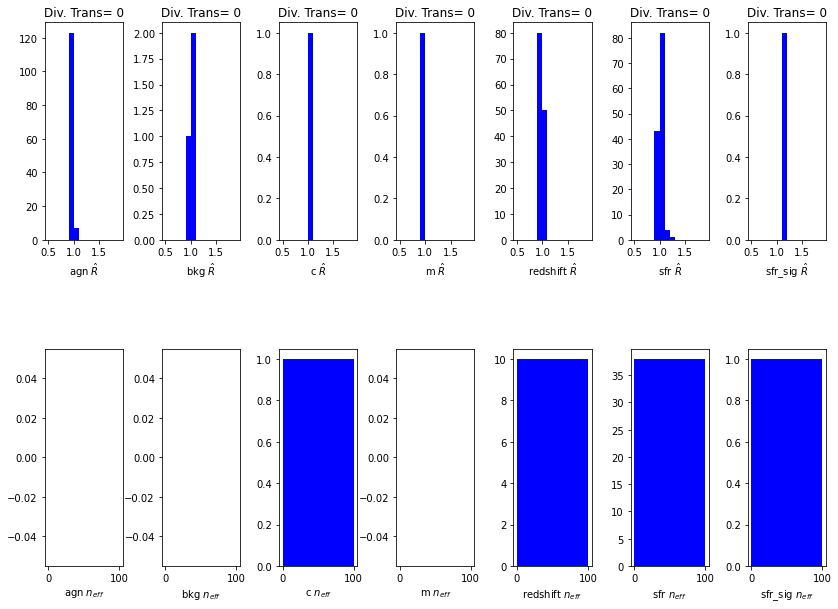 Div. Trans= 0 Div. Trans= 0 Div. Trans= 0 Div. Trans= 0 Div. Trans= 0 Div. Trans= 0 Div. Trans= 0
120 2.00 1.0 1.0 80 80 1.0
100 1.75 0.8 0.8 70 70 0.8
80 1.50 0.6 0.6 60 60 0.6
60 1.25 0.4 0.4 50 50 0.4
40 1.00 0.2 0.2 40 40 0.2
20 0.75 0.0 0.0 30 30 0.0
0 0.50 20 20
0.25 10 10
0.00 0 0
0.5 1.0 1.5 0.5 1.0 1.5 0.5 1.0 1.5 0.5 1.0 1.5 0.5 1.0 1.5 0.5 1.0 1.5 0.5 1.0 1.5
agn R̂ bkg R̂ c R̂ m R̂ redshift R̂ sfr R̂ sfr_sig R̂
0.04 0.04 1.0 0.04 10 35 1.0
0.02 0.02 0.8 0.02 8 30 0.8
0.00 0.00 0.6 0.00 6 25 0.6
−0.02 −0.02 0.4 −0.02 4 20 0.4
−0.04 −0.04 0.2 −0.04 2 15 0.2
0.0 0 10 0.0
5
0
0 100 0 100 0 100 0 100 0 100 0 100 0 100
agn n_eff bkg n_eff c n_eff m n_eff redshift n_eff sfr n_eff sfr_sig n_eff